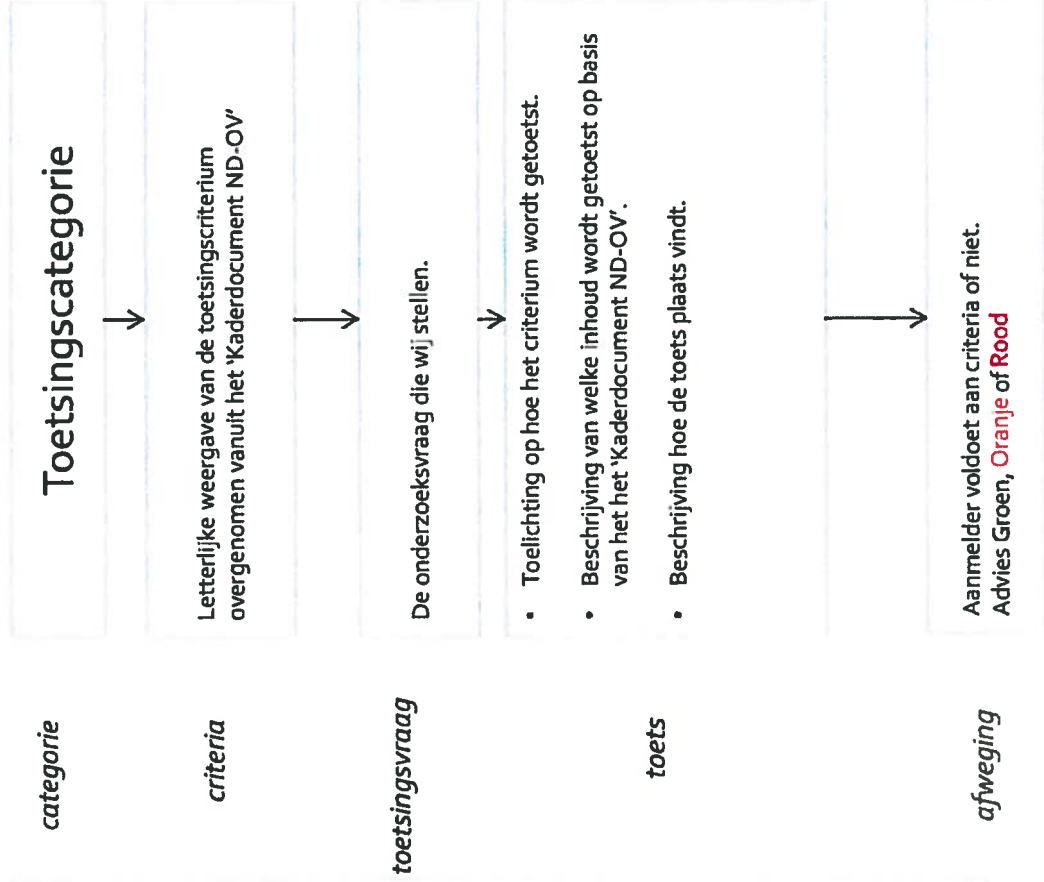 categorie
Toetsingscategorie
criteria
Letterlijke weergave van de toetsingscriterium
overgenomen vanuit het 'Kaderdocument ND-OV'
toetsingsvraag
De onderzoeksvraag die wij stellen.
toets
• Toelichting op hoe het criterium wordt getoetst.
• Beschrijving van welke inhoud wordt getoetst op basis
van het het 'Kaderdocument ND-OV'.
• Beschrijving hoe de toets plaats vindt.
afweging
Aanmelder voldoet aan criteria of niet.
Advies Groen, Oranje of Rood